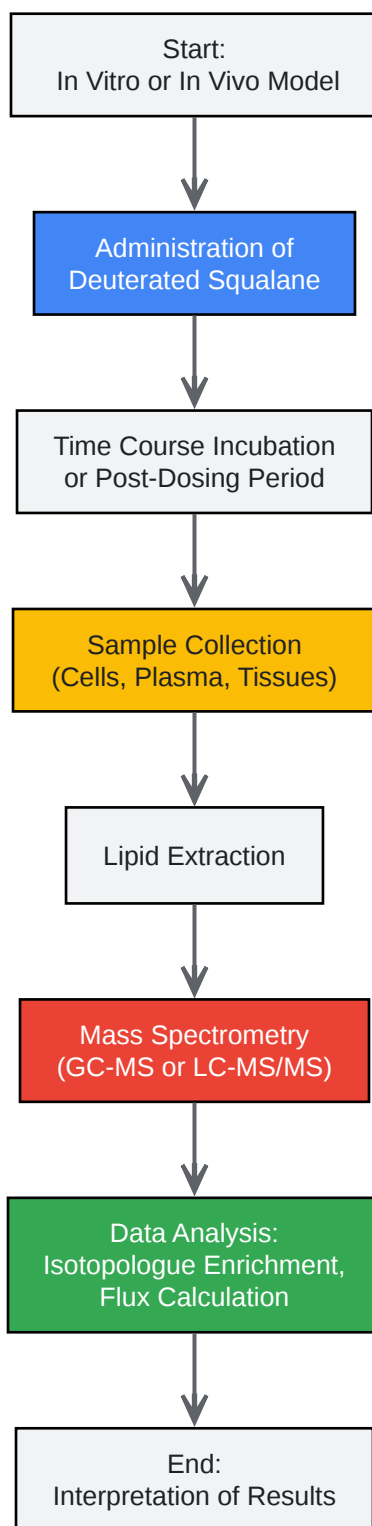 Start:
In Vitro or In Vivo Model
Administration of
Deuterated Squalane
Time Course Incubation
or Post-Dosing Period
Sample Collection
(Cells, Plasma, Tissues)
Lipid Extraction
Mass Spectrometry
(GC-MS or LC-MS/MS)
Data Analysis:
Isotopologue Enrichment,
Flux Calculation
End:
Interpretation of Results